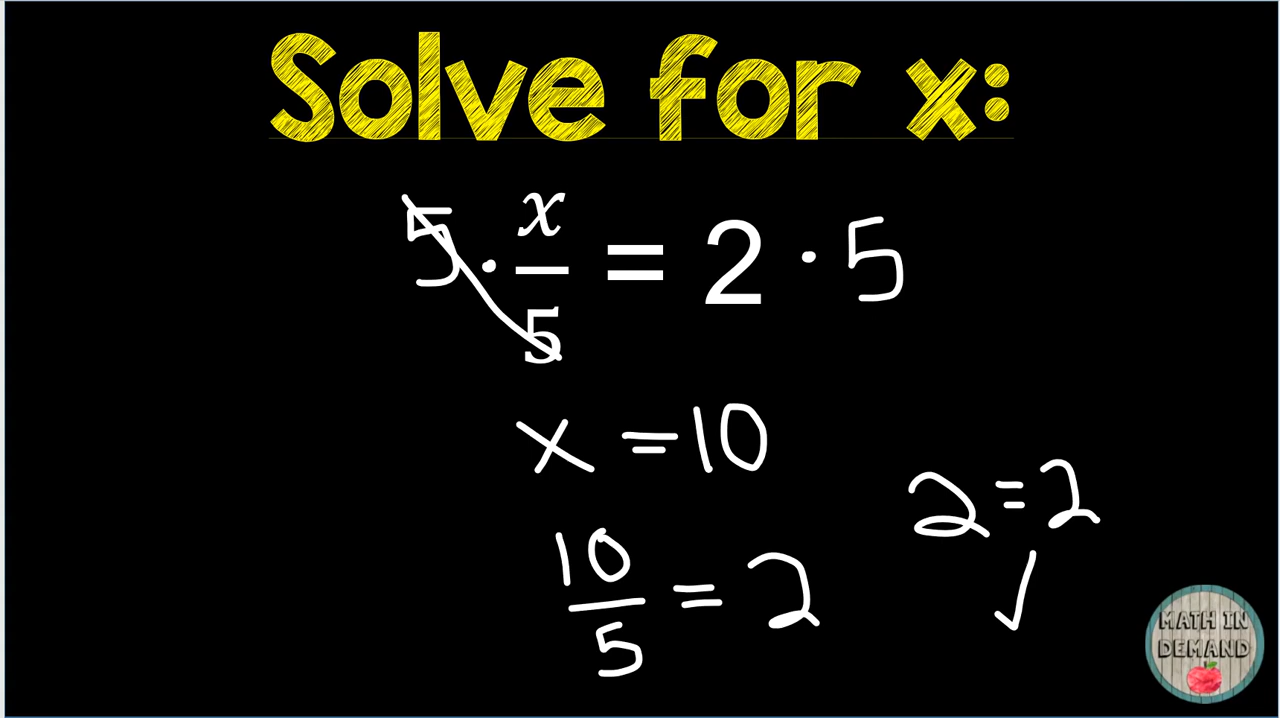 Solve for x:
5 · x/5 = 2 · 5
x = 10
2 = 2
10/5 = 2
✓
MATH IN
DEMAND